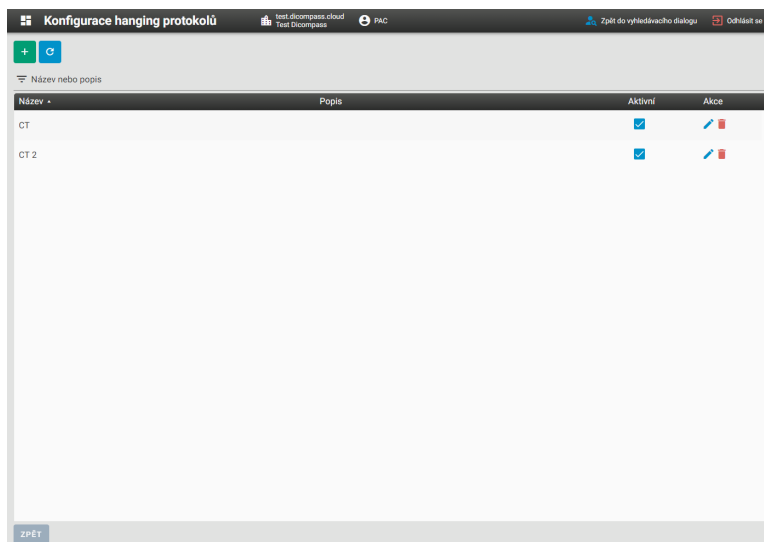 Konfigurace hanging protokolů
test.dicompass.cloud
Test Dicompass
PAC
Zpět do vyhledávacího dialogu
Odhlásit se
Název nebo popis
Název Popis Aktivní Akce
CT
CT 2
ZPĚT